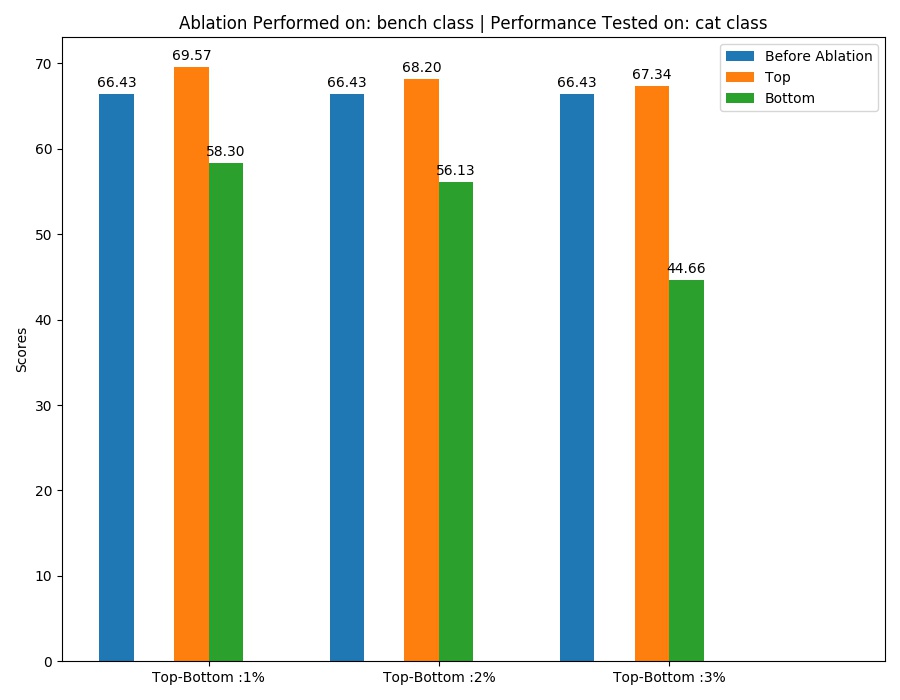 Ablation Performed on: bench class | Performance Tested on: cat class
Before Ablation
Top
Bottom
Scores
70
60
50
40
30
20
10
0
66.43
69.57
58.30
66.43
68.20
56.13
66.43
67.34
44.66
Top-Bottom :1%
Top-Bottom :2%
Top-Bottom :3%